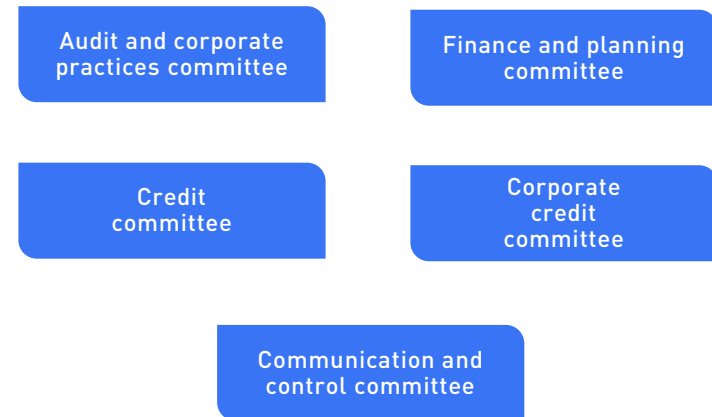 Audit and corporate
practices committee
Finance and planning
committee
Credit
committee
Corporate
credit
committee
Communication and
control committee